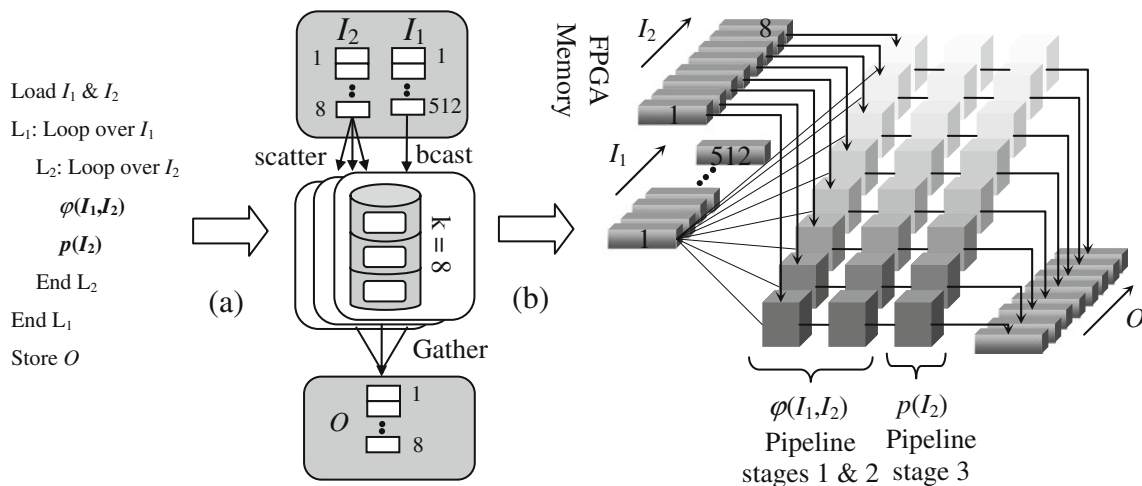 Load I₁ & I₂
L₁: Loop over I₁
L₂: Loop over I₂
φ(I₁,I₂)
p(I₂)
End L₂
End L₁
Store O
(a)
I₂ I₁
1 1
8 512
scatter bcast
k = 8
Gather
O
1
8
(b)
FPGA
Memory
I₂
8
1
I₁
512
1
O
φ(I₁,I₂)
Pipeline
stages 1 & 2
p(I₂)
Pipeline
stage 3